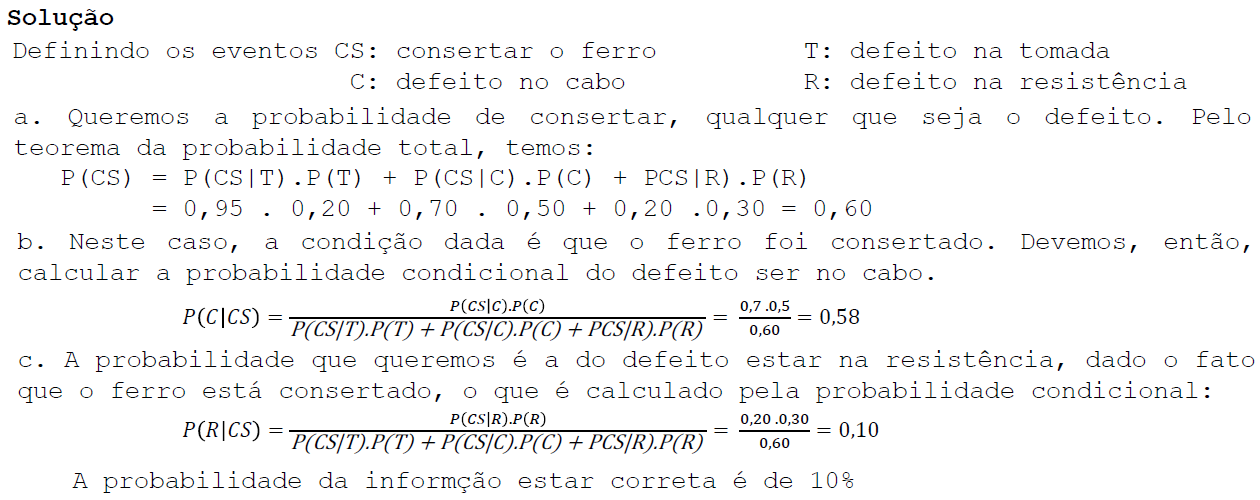 Solução
Definindo os eventos CS: consertar o ferro T: defeito na tomada
C: defeito no cabo R: defeito na resistência
a. Queremos a probabilidade de consertar, qualquer que seja o defeito. Pelo
teorema da probabilidade total, temos:
P(CS) = P(CS|T).P(T) + P(CS|C).P(C) + PCS|R).P(R)
= 0,95 . 0,20 + 0,70 . 0,50 + 0,20 .0,30 = 0,60
b. Neste caso, a condição dada é que o ferro foi consertado. Devemos, então,
calcular a probabilidade condicional do defeito ser no cabo.
P(C|CS) = P(CS|C).P(C) / P(CS|T).P(T) + P(CS|C).P(C) + PCS|R).P(R) = 0,7 .0,5 / 0,60 = 0,58
c. A probabilidade que queremos é a do defeito estar na resistência, dado o fato
que o ferro está consertado, o que é calculado pela probabilidade condicional:
P(R|CS) = P(CS|R).P(R) / P(CS|T).P(T) + P(CS|C).P(C) + PCS|R).P(R) = 0,20 .0,30 / 0,60 = 0,10
A probabilidade da informção estar correta é de 10%